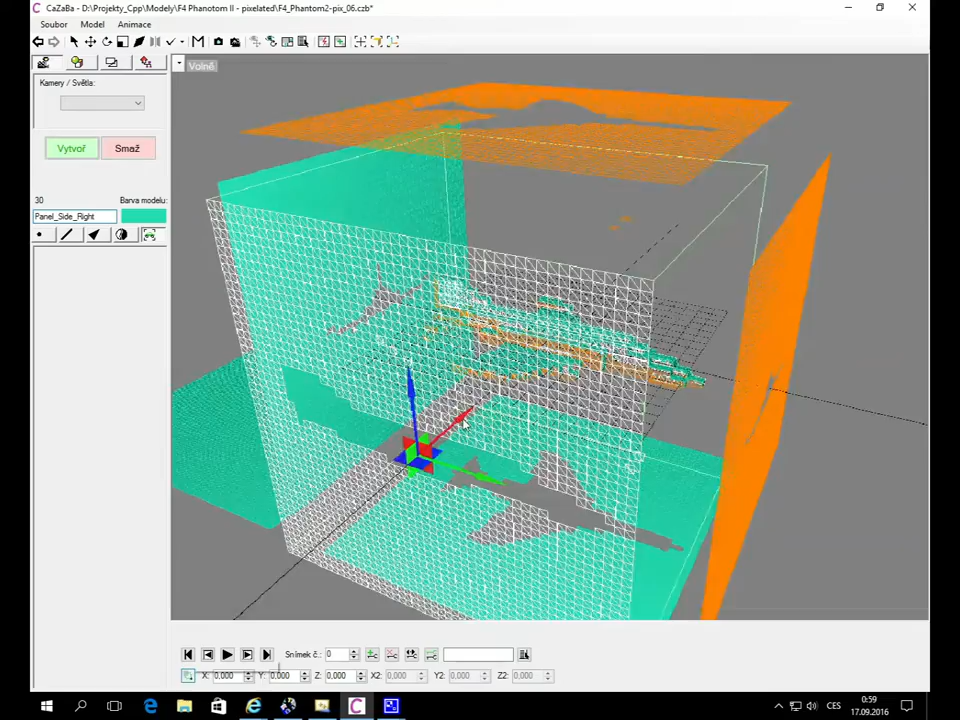 CaZaBa - D:\Projekty_Cpp\Modely\F4 Phanotom II - pixelated\F4_Phantom2-pix_06.czb*
Soubor Model Animace
Kamery / Světla:
Volně
Vytvoř Smaž
30 Barva modelu:
Panel_Side_Right
Snímek č.: 0
X: 0,000 Y: 0,000 Z: 0,000 X2: 0,000 Y2: 0,000 Z2: 0,000
CES 0:59
17.09.2016